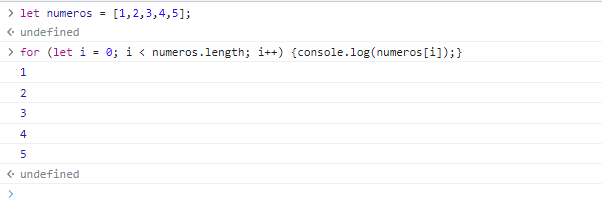 > let numeros = [1,2,3,4,5];
<· undefined
> for (let i = 0; i < numeros.length; i++) {console.log(numeros[i]);}
1
2
3
4
5
<· undefined
>